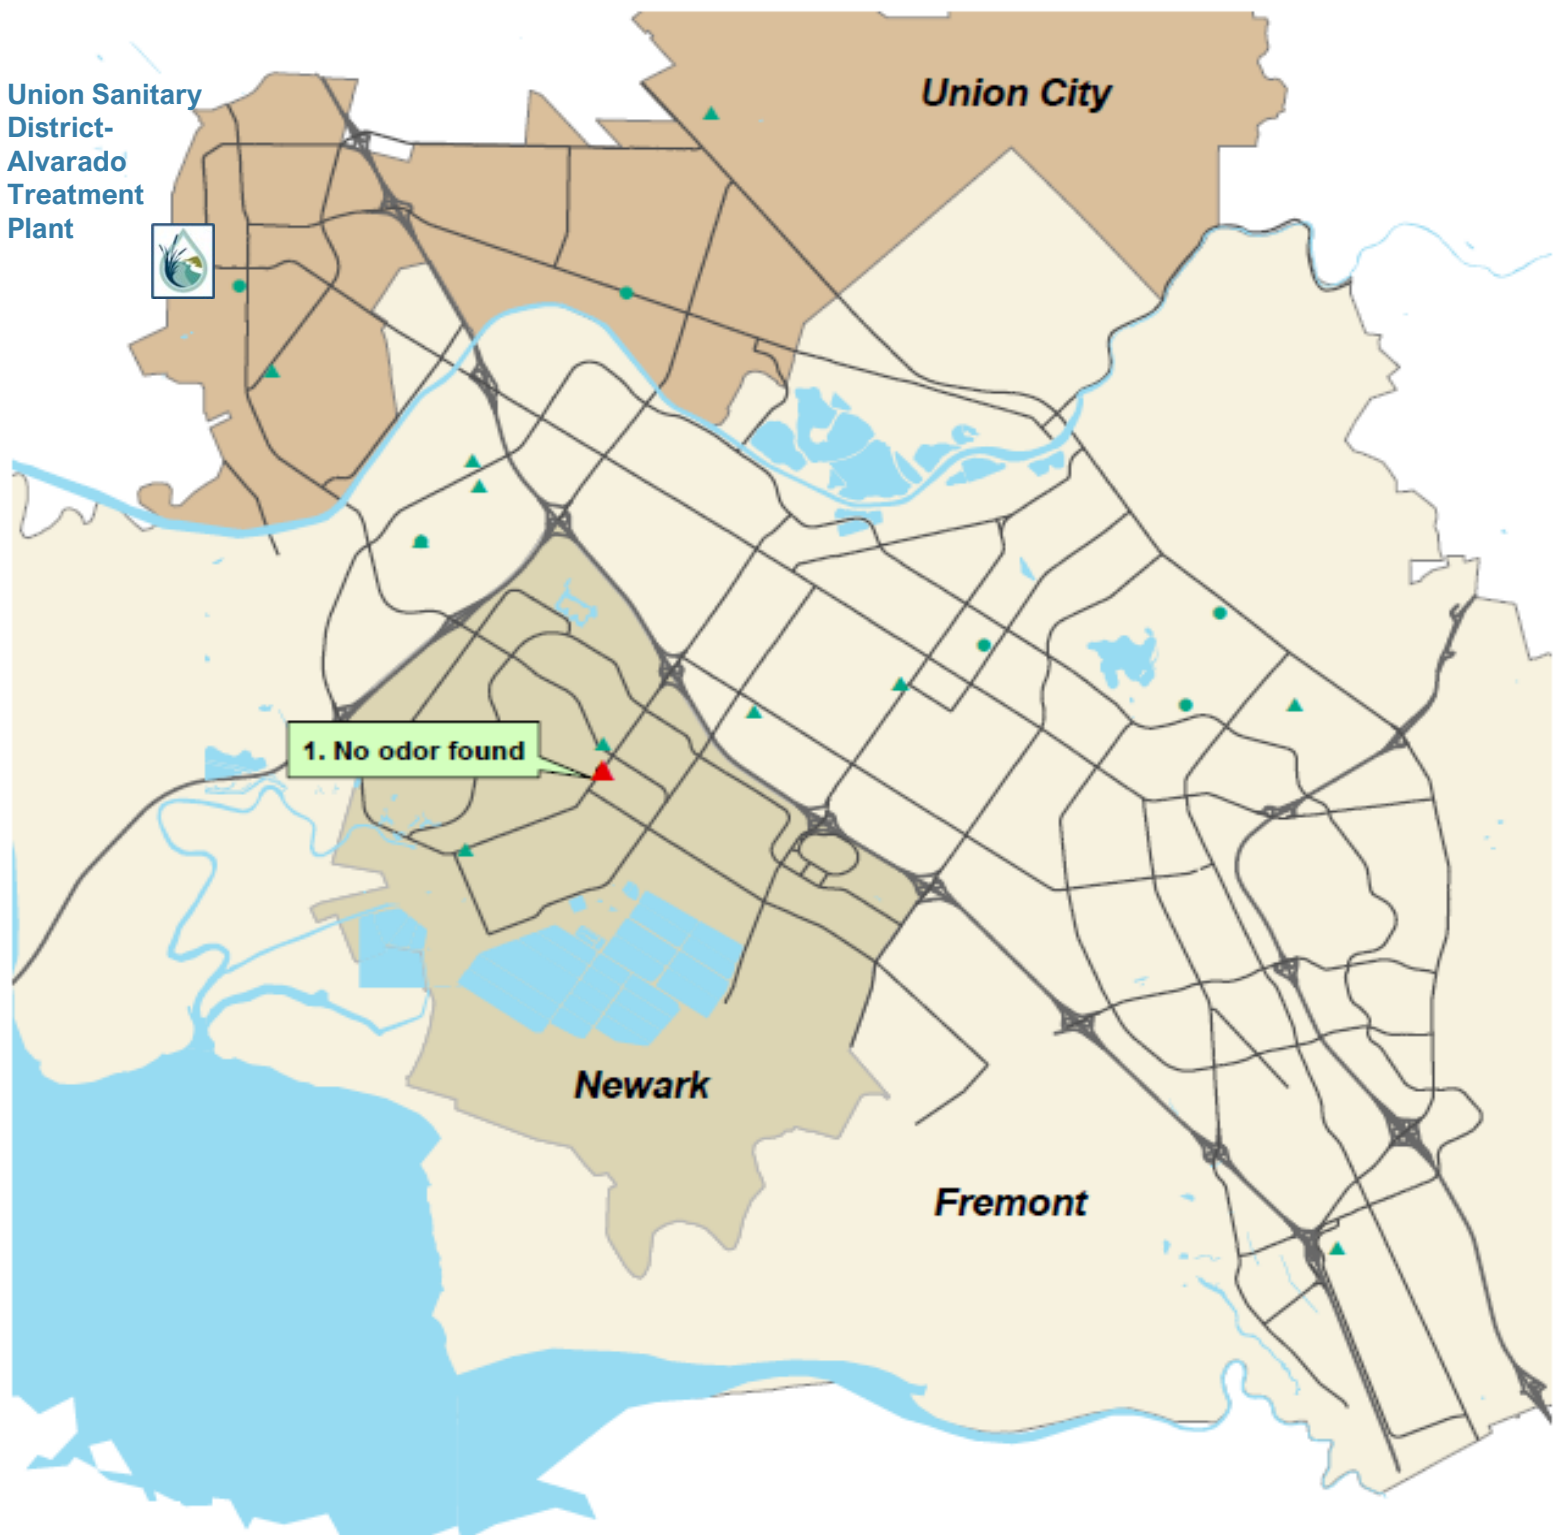 Union City
Union Sanitary
District-
Alvarado
Treatment
Plant
1. No odor found
Newark
Fremont